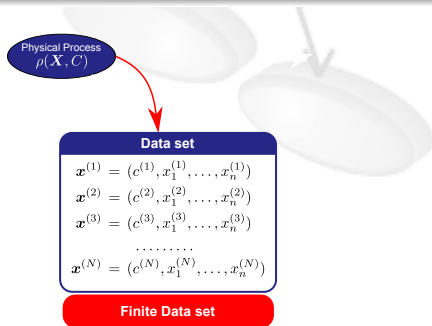 Physical Process
ρ(X, C)
Data set
x^(1) = (c^(1), x_1^(1), . . . , x_n^(1))
x^(2) = (c^(2), x_1^(2), . . . , x_n^(2))
x^(3) = (c^(3), x_1^(3), . . . , x_n^(3))
. . . . . . . . .
x^(N) = (c^(N), x_1^(N), . . . , x_n^(N))
Finite Data set